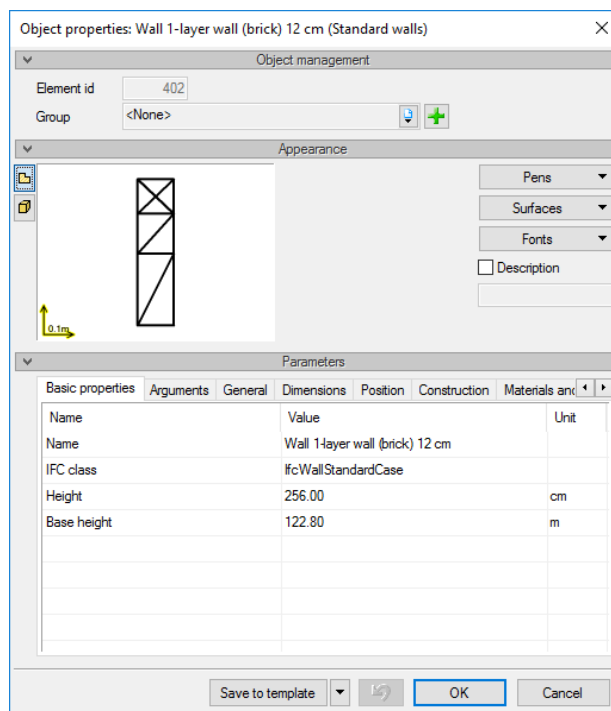 Object properties: Wall 1-layer wall (brick) 12 cm (Standard walls)
Object management
Element id 402
Group <None>
Appearance
Pens
Surfaces
Fonts
Description
0.1m
Parameters
Basic properties Arguments General Dimensions Position Construction Materials and
Name Value Unit
Name Wall 1-layer wall (brick) 12 cm
IFC class IfcWallStandardCase
Height 256.00 cm
Base height 122.80 m
Save to template OK Cancel